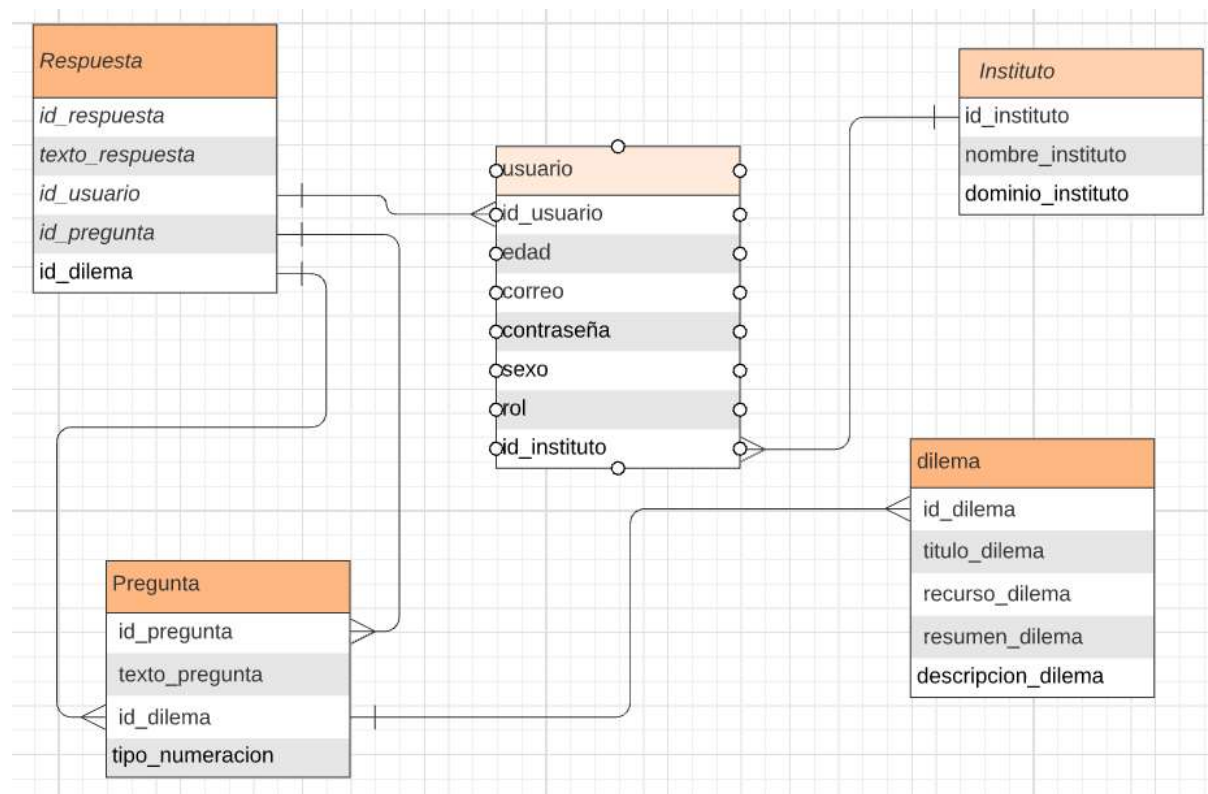 Respuesta
id_respuesta
texto_respuesta
id_usuario
id_pregunta
id_dilema
usuario
id_usuario
edad
correo
contraseña
sexo
rol
id_instituto
Instituto
id_instituto
nombre_instituto
dominio_instituto
Pregunta
id_pregunta
texto_pregunta
id_dilema
tipo_numeracion
dilema
id_dilema
titulo_dilema
recurso_dilema
resumen_dilema
descripcion_dilema